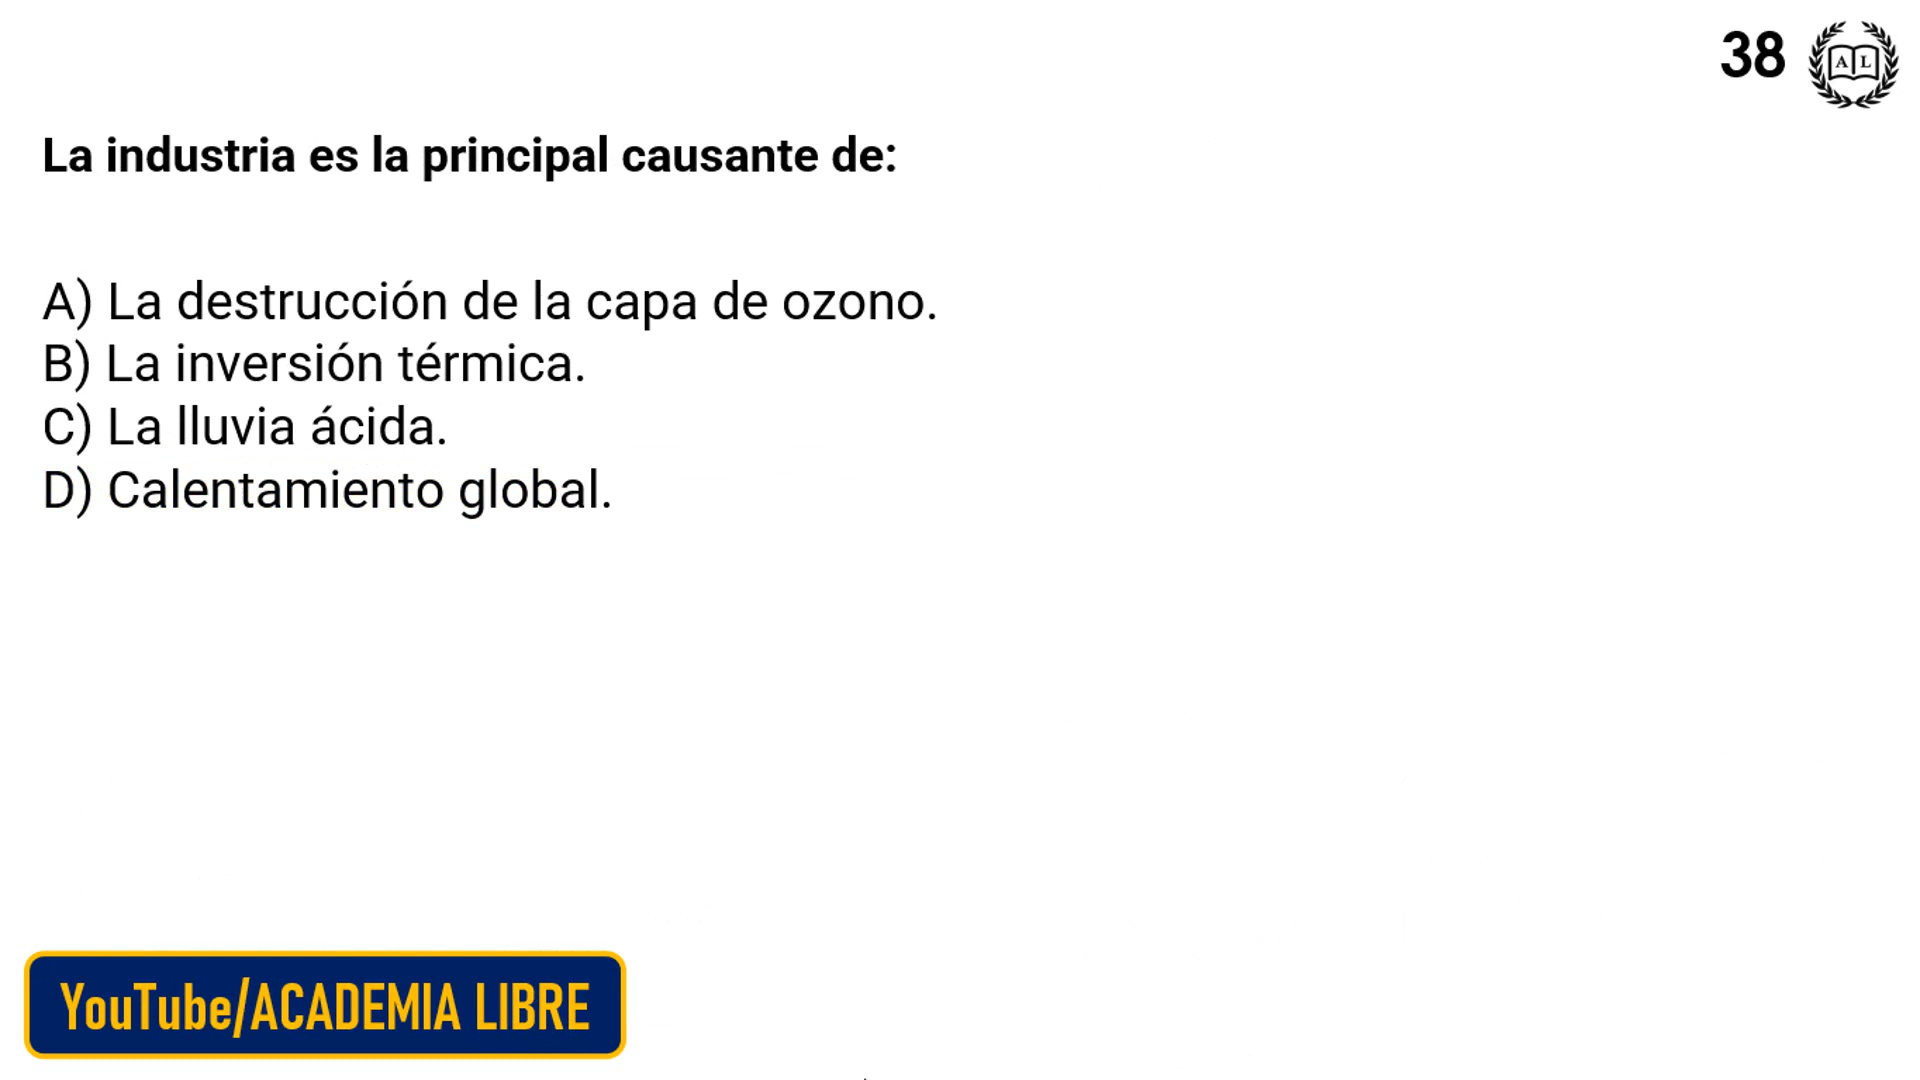 38
A L
La industria es la principal causante de:
A) La destrucción de la capa de ozono.
B) La inversión térmica.
C) La lluvia ácida.
D) Calentamiento global.
YouTube/ACADEMIA LIBRE